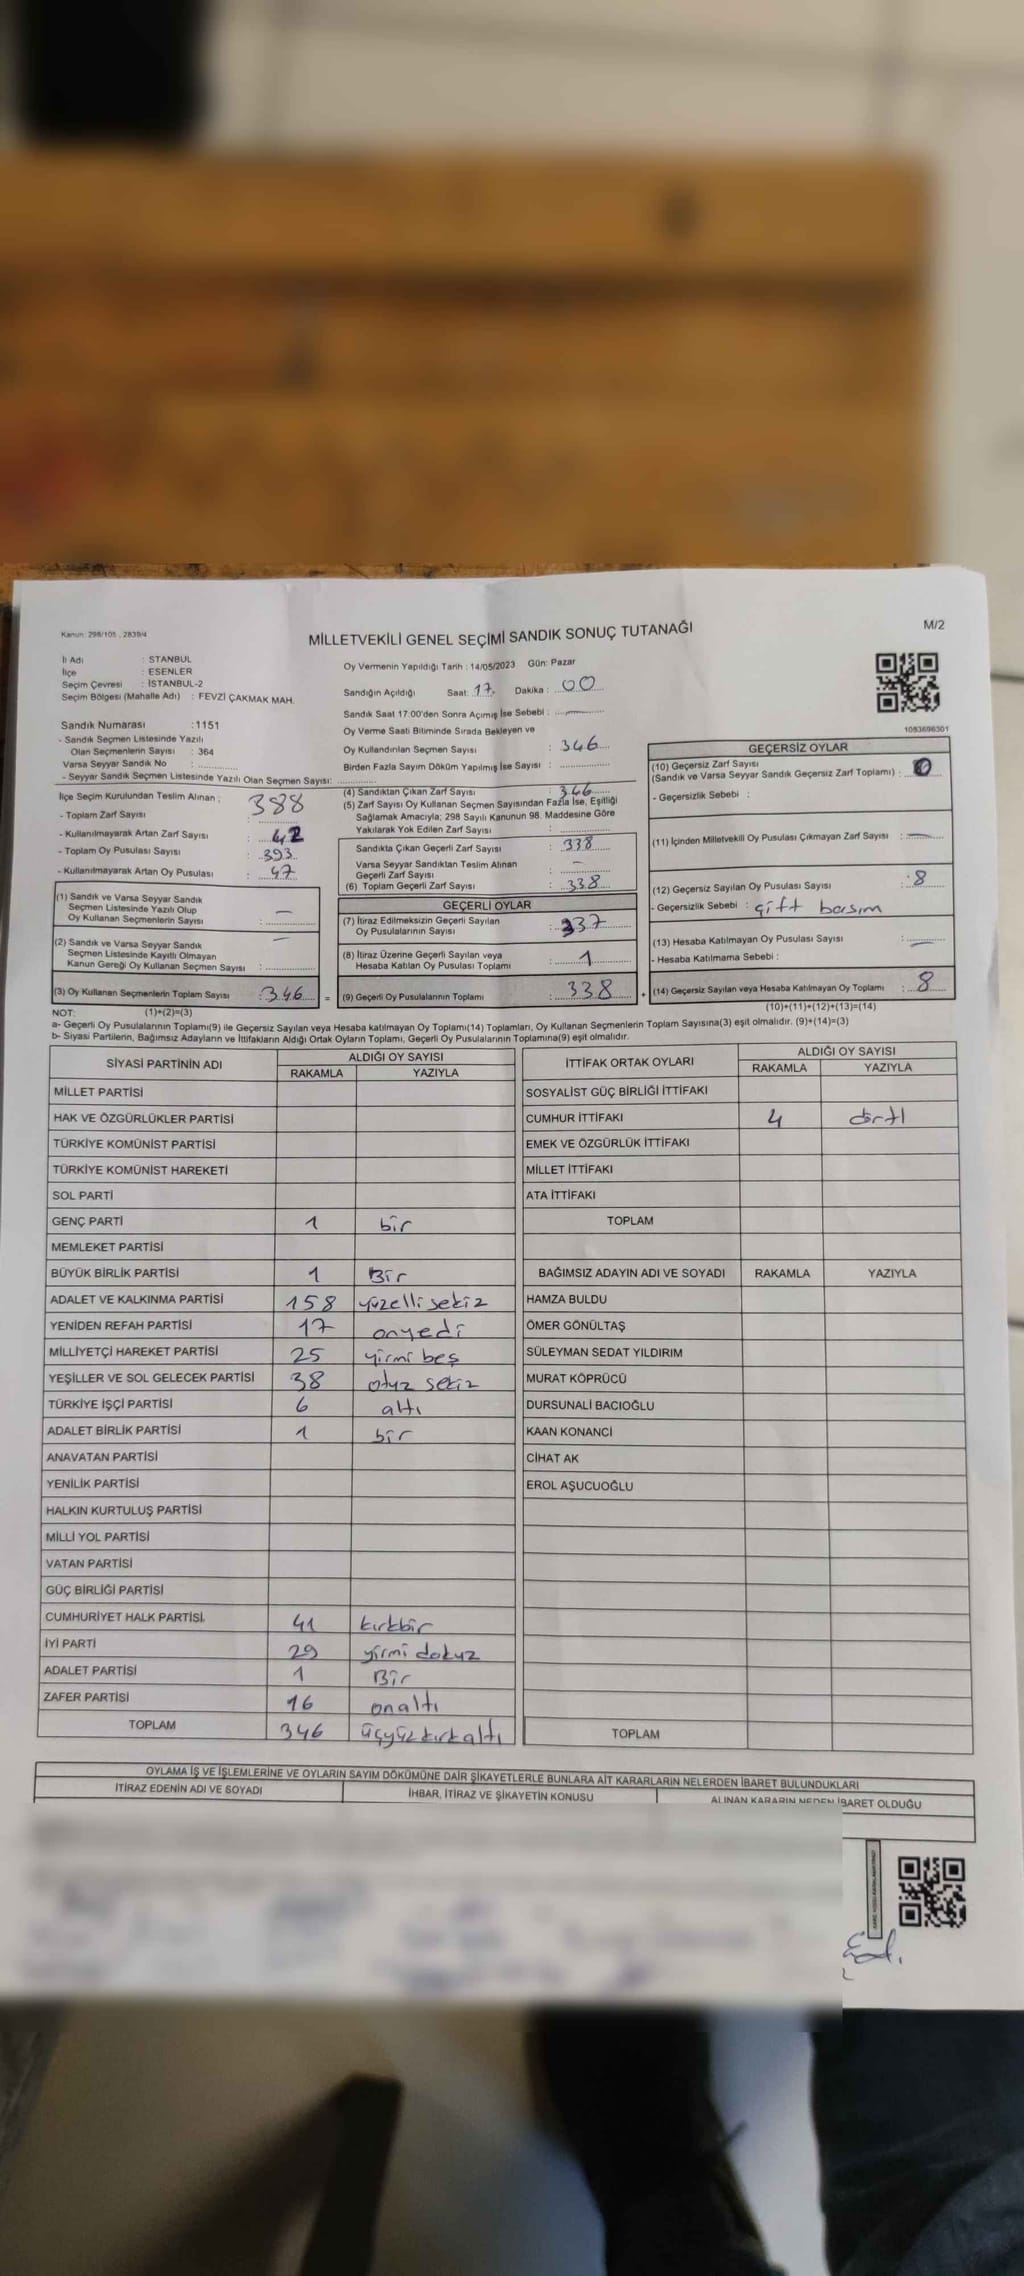 Kanun: 298/105 , 2839/4
MİLLETVEKİLİ GENEL SEÇİMİ SANDIK SONUÇ TUTANAĞI
M/2
İl Adı : STANBUL
İlçe : ESENLER
Seçim Çevresi : İSTANBUL-2
Seçim Bölgesi (Mahalle Adı) : FEVZİ ÇAKMAK MAH.
Sandık Numarası :1151
- Sandık Seçmen Listesinde Yazılı
Olan Seçmenlerin Sayısı : 364
Varsa Seyyar Sandık No :
- Seyyar Sandık Seçmen Listesinde Yazılı Olan Seçmen Sayısı:
Oy Vermenin Yapıldığı Tarih : 14/05/2023 Gün: Pazar
Sandığın Açıldığı Saat: 17 Dakika : 00
Sandık Saat 17:00'den Sonra Açımış İse Sebebi :
Oy Verme Saati Bitiminde Sırada Bekleyen ve
Oy Kullandırılan Seçmen Sayısı : 346
Birden Fazla Sayım Döküm Yapılmış İse Sayısı :
1083696301
İlçe Seçim Kurulundan Teslim Alınan ;
- Toplam Zarf Sayısı : 388
- Kullanılmayarak Artan Zarf Sayısı : 42
- Toplam Oy Pusulası Sayısı : 393
- Kullanılmayarak Artan Oy Pusulası : 47
(1) Sandık ve Varsa Seyyar Sandık
Seçmen Listesinde Yazılı Olup
Oy Kullanan Seçmenlerin Sayısı : —
(2) Sandık ve Varsa Seyyar Sandık
Seçmen Listesinde Kayıtlı Olmayan
Kanun Gereği Oy Kullanan Seçmen Sayısı : —
(3) Oy Kullanan Seçmenlerin Toplam Sayısı : 346 =
(4) Sandıktan Çıkan Zarf Sayısı : 346
(5) Zarf Sayısı Oy Kullanan Seçmen Sayısından Fazla İse, Eşitliği
Sağlamak Amacıyla; 298 Sayılı Kanunun 98. Maddesine Göre
Yakılarak Yok Edilen Zarf Sayısı :
Sandıkta Çıkan Geçerli Zarf Sayısı : 338
Varsa Seyyar Sandıktan Teslim Alınan
Geçerli Zarf Sayısı : —
(6) Toplam Geçerli Zarf Sayısı : 338
GEÇERLİ OYLAR
(7) İtiraz Edilmeksizin Geçerli Sayılan
Oy Pusulalarının Sayısı : 337
(8) İtiraz Üzerine Geçerli Sayılan veya
Hesaba Katılan Oy Pusulası Toplamı : 1
(9) Geçerli Oy Pusulalarının Toplamı : 338 +
GEÇERSİZ OYLAR
(10) Geçersiz Zarf Sayısı
(Sandık ve Varsa Seyyar Sandık Geçersiz Zarf Toplamı) : 0
- Geçersizlik Sebebi :
(11) İçinden Milletvekili Oy Pusulası Çıkmayan Zarf Sayısı : —
(12) Geçersiz Sayılan Oy Pusulası Sayısı : 8
- Geçersizlik Sebebi : çift basım
(13) Hesaba Katılmayan Oy Pusulası Sayısı : —
- Hesaba Katılmama Sebebi :
(14) Geçersiz Sayılan veya Hesaba Katılmayan Oy Toplamı : 8
NOT: (1)+(2)=(3)
(10)+(11)+(12)+(13)=(14)
a- Geçerli Oy Pusulalarının Toplamı(9) ile Geçersiz Sayılan veya Hesaba katılmayan Oy Toplamı(14) Toplamları, Oy Kullanan Seçmenlerin Toplam Sayısına(3) eşit olmalıdır. (9)+(14)=(3)
b- Siyasi Partilerin, Bağımsız Adayların ve İttifakların Aldığı Ortak Oyların Toplamı, Geçerli Oy Pusulalarının Toplamına(9) eşit olmalıdır.
SİYASİ PARTİNİN ADI ALDIĞI OY SAYISI
RAKAMLA YAZIYLA
MİLLET PARTİSİ
HAK VE ÖZGÜRLÜKLER PARTİSİ
TÜRKİYE KOMÜNİST PARTİSİ
TÜRKİYE KOMÜNİST HAREKETİ
SOL PARTİ
GENÇ PARTİ 1 bir
MEMLEKET PARTİSİ
BÜYÜK BİRLİK PARTİSİ 1 Bir
ADALET VE KALKINMA PARTİSİ 158 yüzelli sekiz
YENİDEN REFAH PARTİSİ 17 onyedi
MİLLİYETÇİ HAREKET PARTİSİ 25 yirmi beş
YEŞİLLER VE SOL GELECEK PARTİSİ 38 otuz sekiz
TÜRKİYE İŞÇİ PARTİSİ 6 altı
ADALET BİRLİK PARTİSİ 1 bir
ANAVATAN PARTİSİ
YENİLİK PARTİSİ
HALKIN KURTULUŞ PARTİSİ
MİLLİ YOL PARTİSİ
VATAN PARTİSİ
GÜÇ BİRLİĞİ PARTİSİ
CUMHURİYET HALK PARTİSİ 41 kırkbir
İYİ PARTİ 29 yirmi dokuz
ADALET PARTİSİ 1 Bir
ZAFER PARTİSİ 16 onaltı
TOPLAM 346 üçyüz kırk altı
İTTİFAK ORTAK OYLARI ALDIĞI OY SAYISI
RAKAMLA YAZIYLA
SOSYALİST GÜÇ BİRLİĞİ İTTİFAKI
CUMHUR İTTİFAKI 4 dört
EMEK VE ÖZGÜRLÜK İTTİFAKI
MİLLET İTTİFAKI
ATA İTTİFAKI
TOPLAM
BAĞIMSIZ ADAYIN ADI VE SOYADI RAKAMLA YAZIYLA
HAMZA BULDU
ÖMER GÖNÜLTAŞ
SÜLEYMAN SEDAT YILDIRIM
MURAT KÖPRÜCÜ
DURSUNALİ BACIOĞLU
KAAN KONANCİ
CİHAT AK
EROL AŞUCUOĞLU
TOPLAM
OYLAMA İŞ VE İŞLEMLERİNE VE OYLARIN SAYIM DÖKÜMÜNE DAİR ŞİKAYETLERLE BUNLARA AİT KARARLARIN NELERDEN İBARET BULUNDUKLARI
İTİRAZ EDENİN ADI VE SOYADI İHBAR, İTİRAZ VE ŞİKAYETİN KONUSU ALINAN KARARIN NEDEN İBARET OLDUĞU